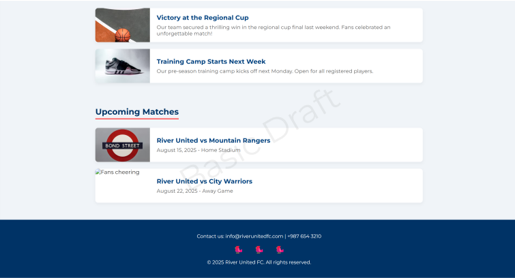 Victory at the Regional Cup
Our team secured a thrilling win in the regional cup final last weekend. Fans celebrated an
unforgettable match!
Training Camp Starts Next Week
Our pre-season training camp kicks off next Monday. Open for all registered players.
Upcoming Matches
BOND STREET
River United vs Mountain Rangers
August 15, 2025 - Home Stadium
Fans cheering
River United vs City Warriors
August 22, 2025 - Away Game
Basic Draft
Contact us: info@riverunitedfc.com | +987 654 3210
© 2025 River United FC. All rights reserved.